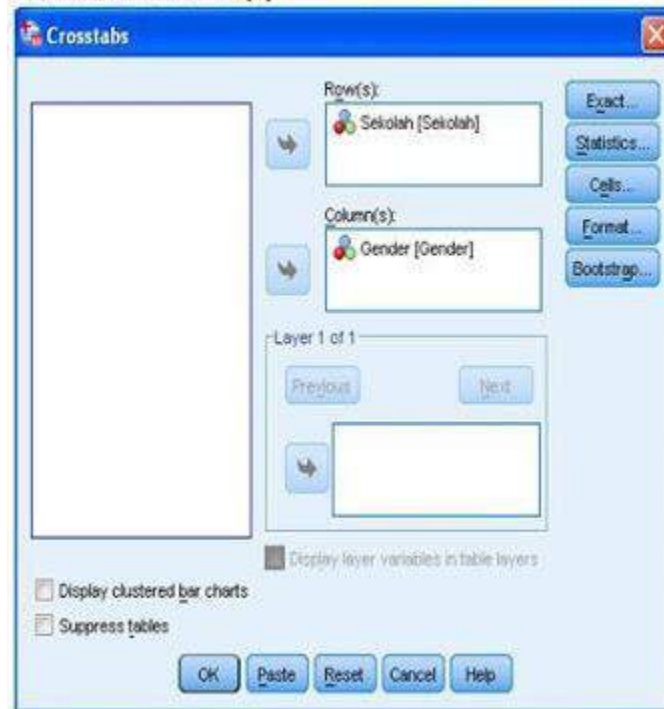 Crosstabs
Row(s):
Sekolah [Sekolah]
Column(s):
Gender [Gender]
Layer 1 of 1
Previous
Next
Display layer variables in table layers
Exact...
Statistics...
Cells...
Format...
Bootstrap...
Display clustered bar charts
Suppress tables
OK Paste Reset Cancel Help